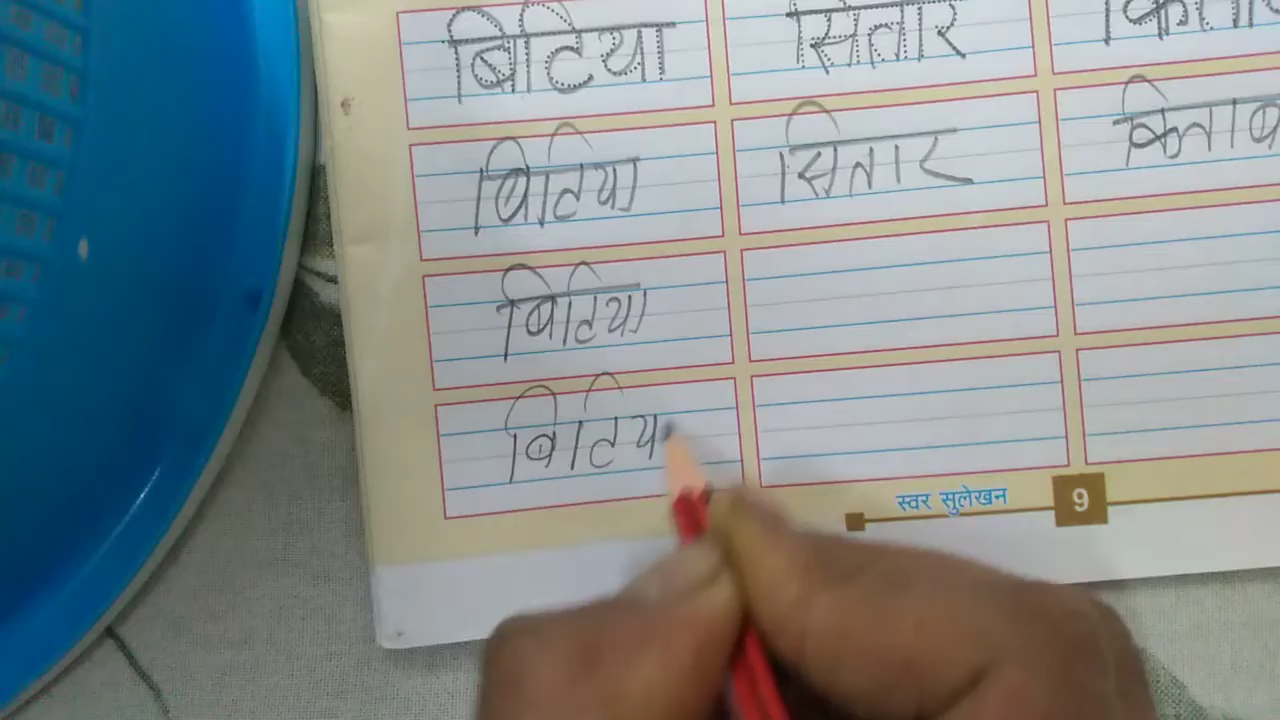 बिटिया सितार किताब
बिटिया सितार किताब
बिटिया
बिटिय
स्वर सुलेखन 9